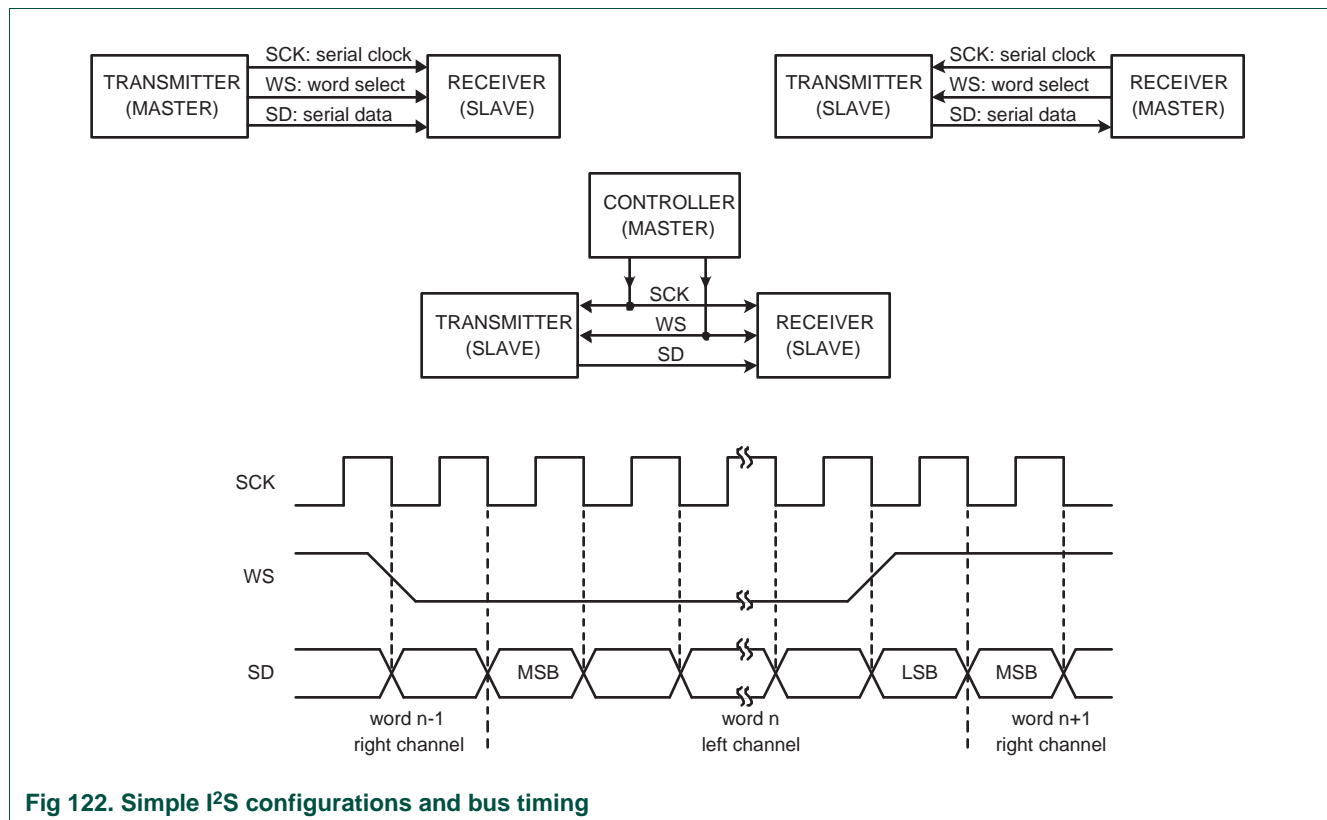 TRANSMITTER
(MASTER)
SCK: serial clock
WS: word select
SD: serial data
RECEIVER
(SLAVE)
TRANSMITTER
(SLAVE)
SCK: serial clock
WS: word select
SD: serial data
RECEIVER
(MASTER)
CONTROLLER
(MASTER)
TRANSMITTER
(SLAVE)
SCK
WS
SD
RECEIVER
(SLAVE)
SCK
WS
SD
MSB
LSB
MSB
word n-1
right channel
word n
left channel
word n+1
right channel
Fig 122. Simple I²S configurations and bus timing